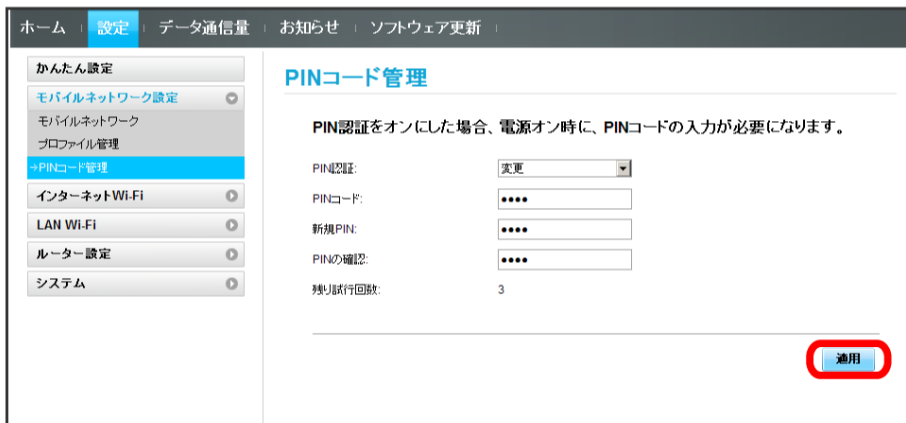 ホーム 設定 データ通信量 お知らせ ソフトウェア更新
かんたん設定
モバイルネットワーク設定
モバイルネットワーク
プロファイル管理
→PINコード管理
インターネットWi-Fi
LAN Wi-Fi
ルーター設定
システム
PINコード管理
PIN認証をオンにした場合、電源オン時に、PINコードの入力が必要になります。
PIN認証: 変更
PINコード: ••••
新規PIN: ••••
PINの確認: ••••
残り試行回数: 3
適用